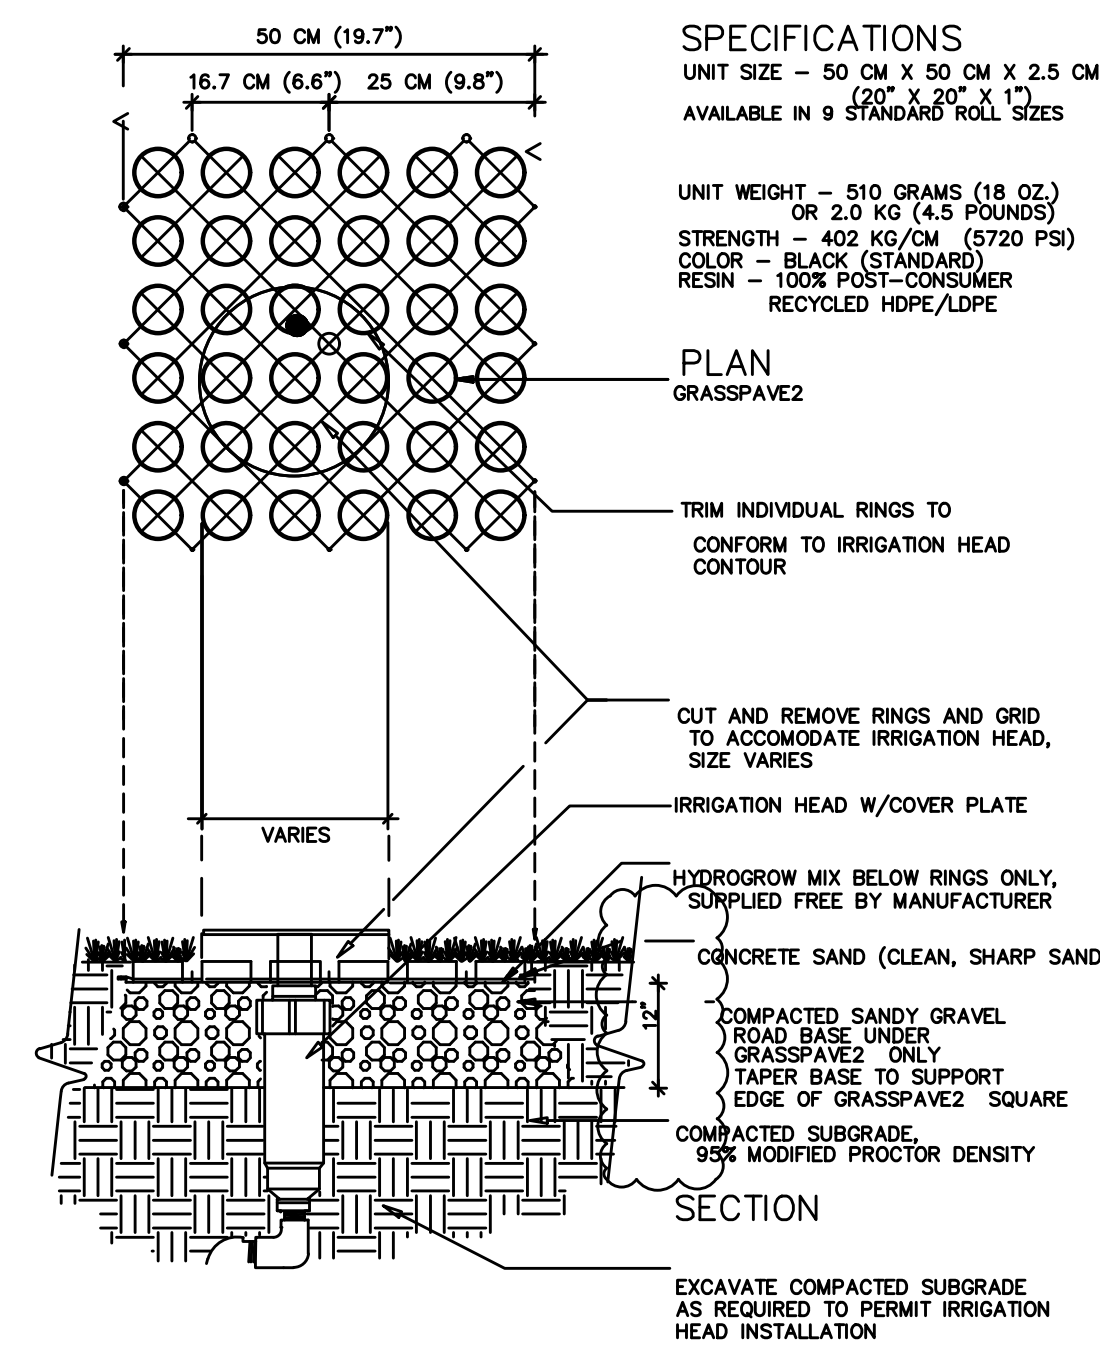 50 CM (19.7")
16.7 CM (6.6")
25 CM (9.8")
SPECIFICATIONS
UNIT SIZE – 50 CM X 50 CM X 2.5 CM
(20" X 20" X 1")
AVAILABLE IN 9 STANDARD ROLL SIZES
UNIT WEIGHT – 510 GRAMS (18 OZ.)
OR 2.0 KG (4.5 POUNDS)
STRENGTH – 402 KG/CM (5720 PSI)
COLOR – BLACK (STANDARD)
RESIN – 100% POST–CONSUMER
RECYCLED HDPE/LDPE
PLAN
GRASSPAVE2
TRIM INDIVIDUAL RINGS TO
CONFORM TO IRRIGATION HEAD
CONTOUR
CUT AND REMOVE RINGS AND GRID
TO ACCOMODATE IRRIGATION HEAD,
SIZE VARIES
IRRIGATION HEAD W/COVER PLATE
VARIES
HYDROGROW MIX BELOW RINGS ONLY,
SUPPLIED FREE BY MANUFACTURER
CONCRETE SAND (CLEAN, SHARP SAND
12"
COMPACTED SANDY GRAVEL
ROAD BASE UNDER
GRASSPAVE2 ONLY
TAPER BASE TO SUPPORT
EDGE OF GRASSPAVE2 SQUARE
COMPACTED SUBGRADE,
95% MODIFIED PROCTOR DENSITY
SECTION
EXCAVATE COMPACTED SUBGRADE
AS REQUIRED TO PERMIT IRRIGATION
HEAD INSTALLATION